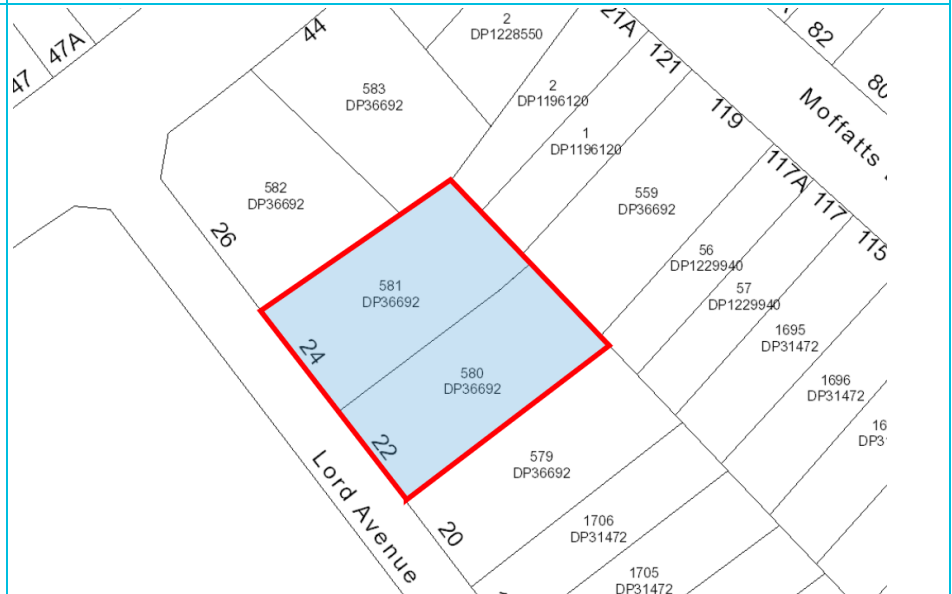 47
47A
44
2
DP1228550
21A
121
82
80
583
DP36692
2
DP1196120
119
Moffatts
1
DP1196120
117A
582
DP36692
559
DP36692
117
26
115
56
DP1229940
581
DP36692
57
DP1229940
1695
DP31472
24
580
DP36692
1696
DP31472
22
16
DP3
579
DP36692
Lord Avenue
20
1706
DP31472
1705
DP31472